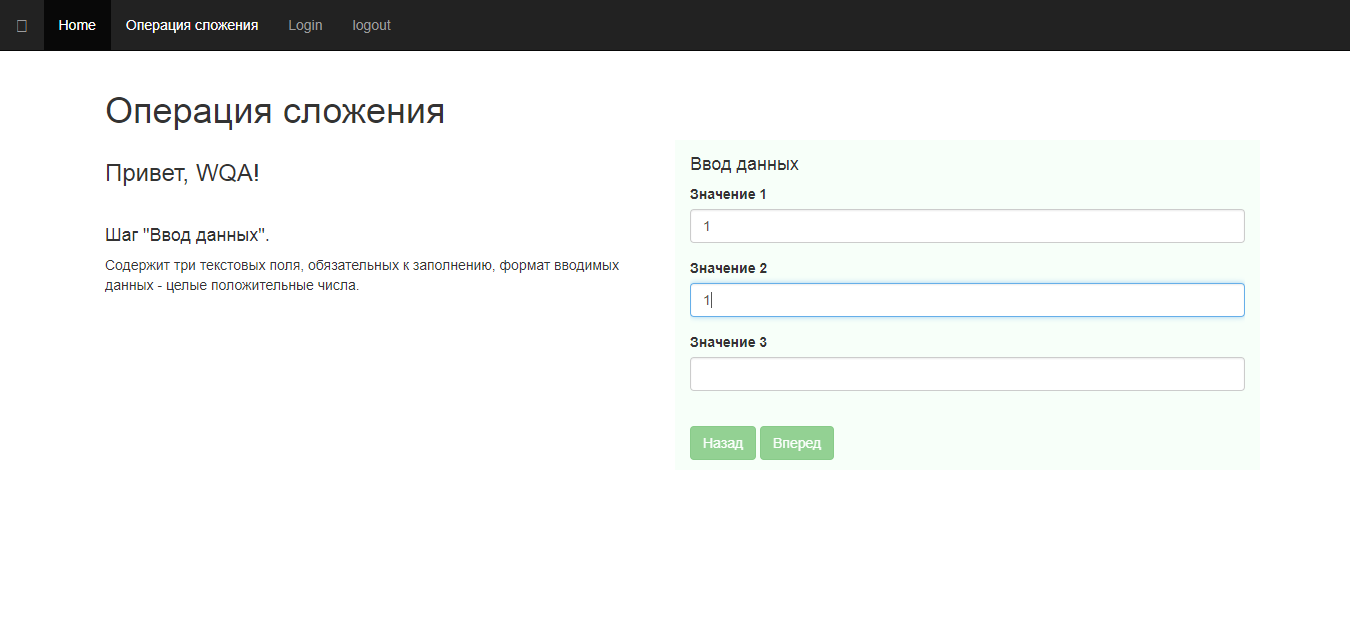 Home Операция сложения Login logout
Операция сложения
Привет, WQA!
Шаг "Ввод данных".
Содержит три текстовых поля, обязательных к заполнению, формат вводимых
данных - целые положительные числа.
Ввод данных
Значение 1
1
Значение 2
1
Значение 3
Назад Вперед